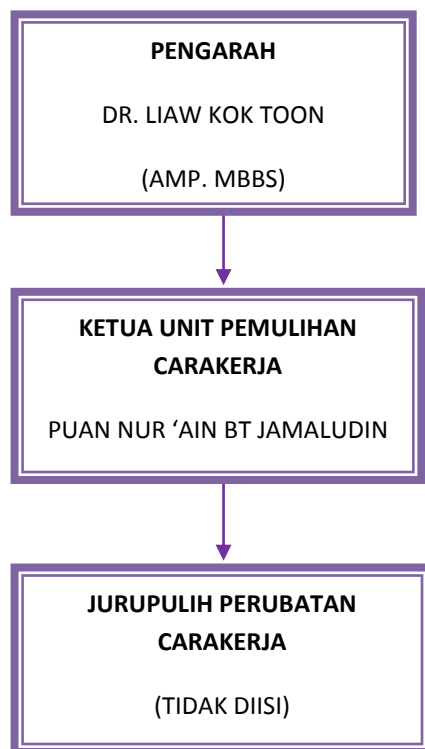 PENGARAH
DR. LIAW KOK TOON
(AMP. MBBS)
KETUA UNIT PEMULIHAN
CARAKERJA
PUAN NUR ‘AIN BT JAMALUDIN
JURUPULIH PERUBATAN
CARAKERJA
(TIDAK DIISI)